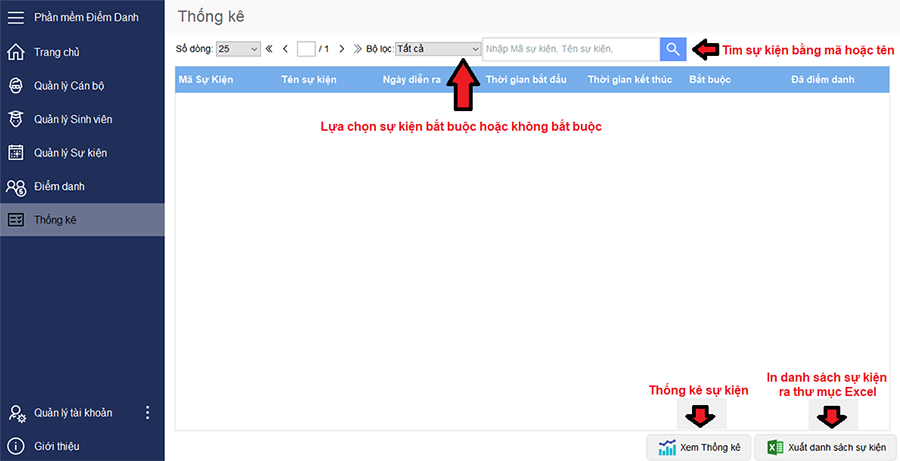 Phần mềm Điểm Danh
Thống kê
Trang chủ
Quản lý Cán bộ
Quản lý Sinh viên
Quản lý Sự kiện
Điểm danh
Thống kê
Quản lý tài khoản
Giới thiệu
Số dòng: 25 / 1 Bộ lọc: Tất cả Nhập Mã sự kiện, Tên sự kiện, Tìm sự kiện bằng mã hoặc tên
Mã Sự Kiện Tên sự kiện Ngày diễn ra Thời gian bắt đầu Thời gian kết thúc Bắt buộc Đã điểm danh
Lựa chọn sự kiện bắt buộc hoặc không bắt buộc
Thống kê sự kiện
In danh sách sự kiện
ra thư mục Excel
Xem Thống kê
Xuất danh sách sự kiện